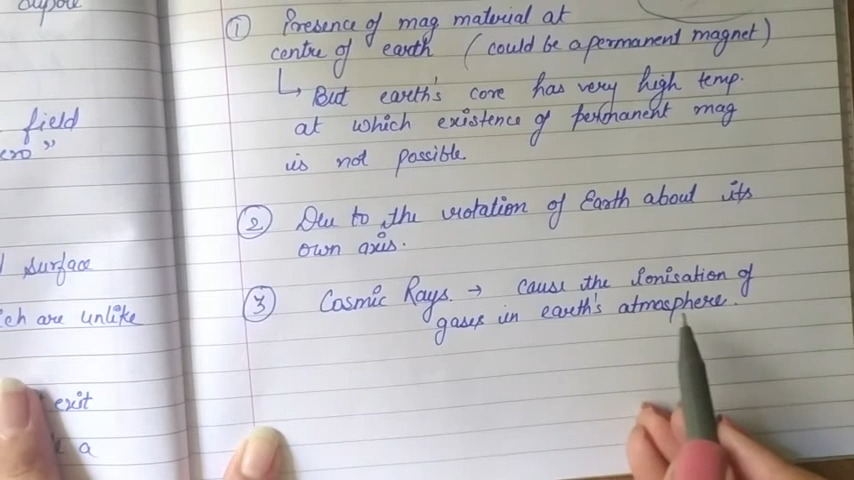 field
surface
ich are unlike
exit
a
① Presence of mag material at
centre of earth (could be a permanent magnet)
↳ But earth's core has very high temp.
at which existence of permanent mag
is not possible.
② Due to the rotation of Earth about its
own axis.
③ Cosmic Rays. → cause the ionisation of
gases in earth's atmosphere.